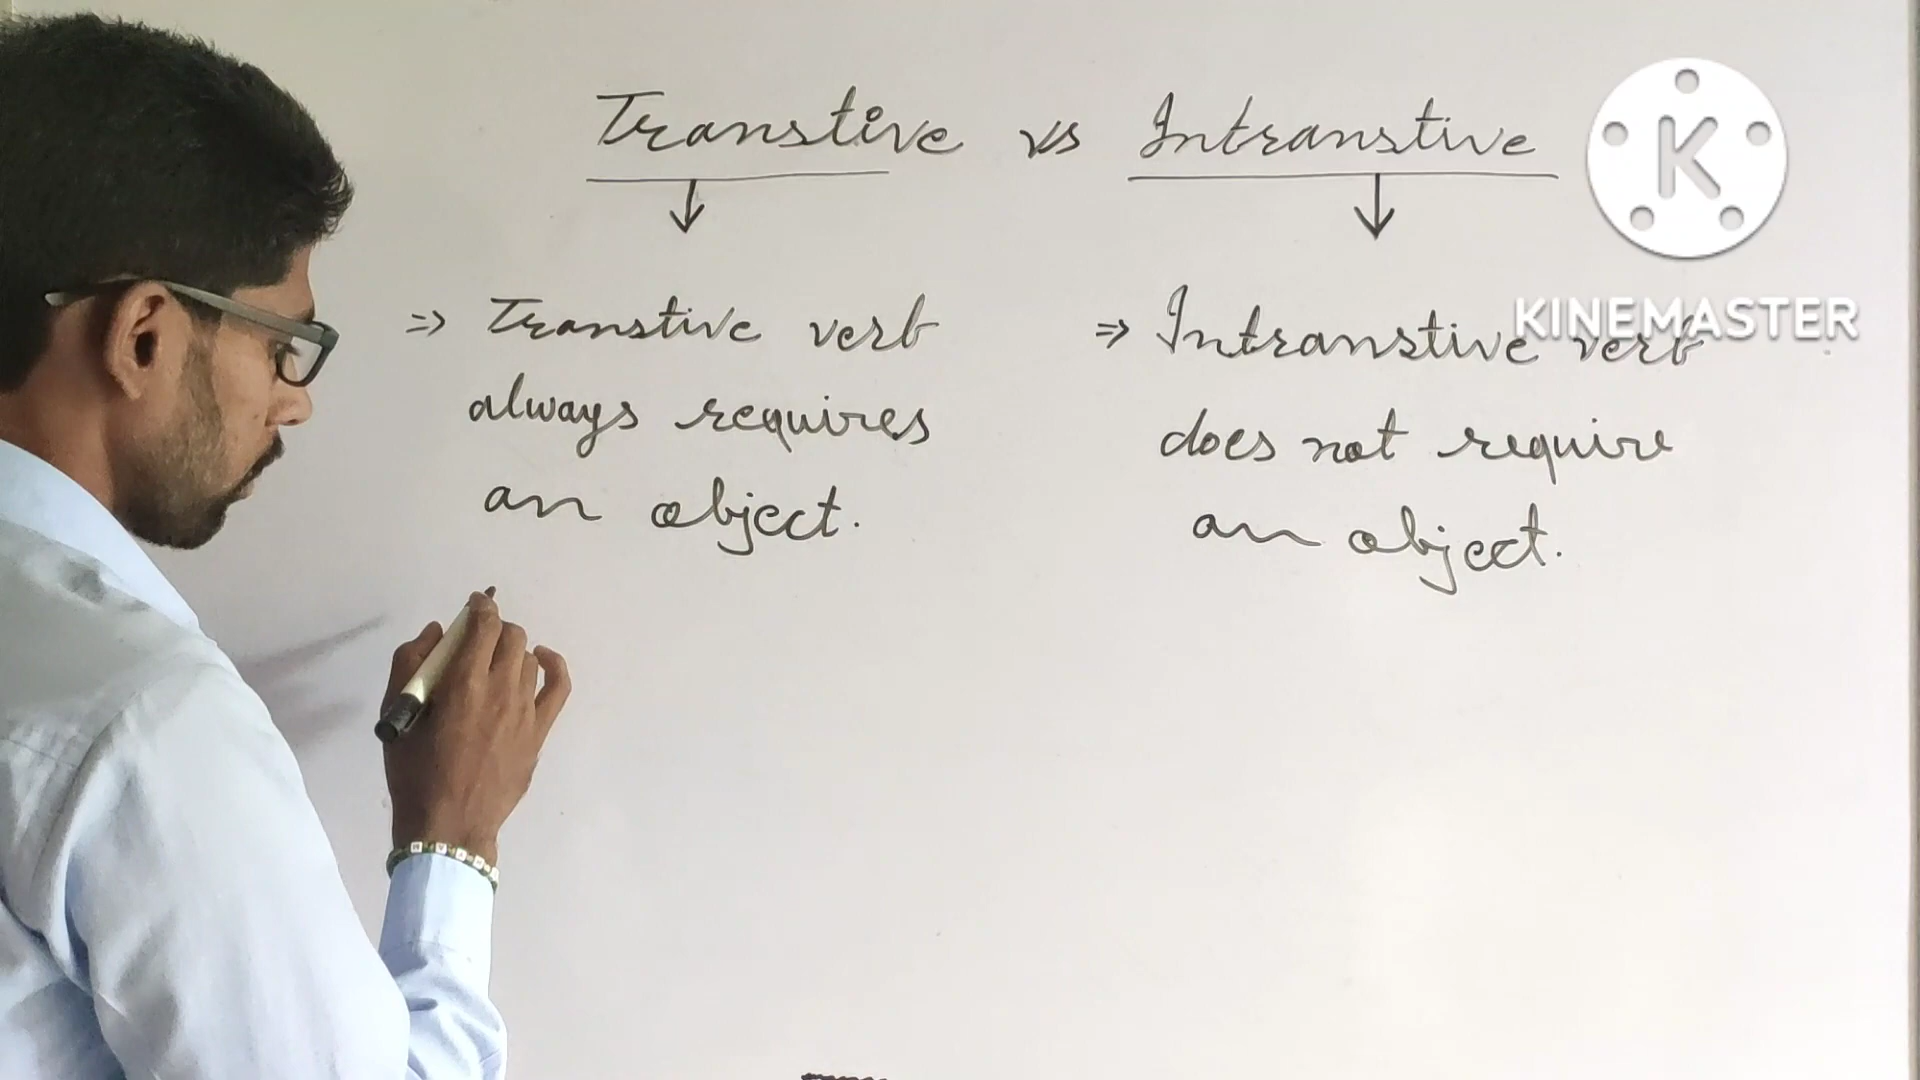 Transtive vs Intranstive
⇒ Transtive verb
always requires
an object.
⇒ Intranstive verb
does not require
an object.
K
KINEMASTER